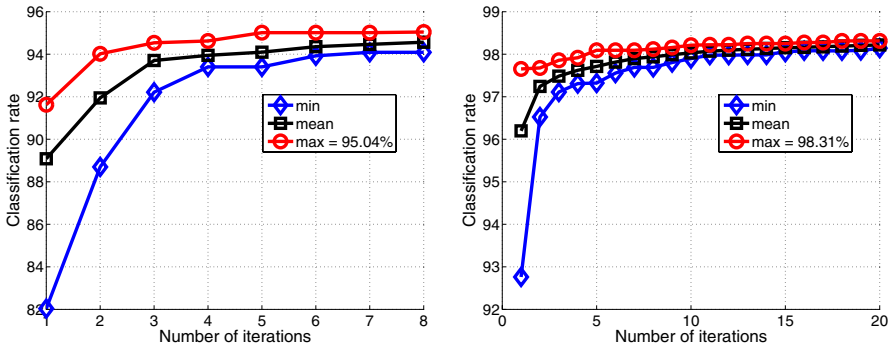 96
94
92
90
88
86
84
82
Classification rate
1 2 3 4 5 6 7 8
Number of iterations
min
mean
max = 95.04%
99
98
97
96
95
94
93
92
Classification rate
0 5 10 15 20
Number of iterations
min
mean
max = 98.31%